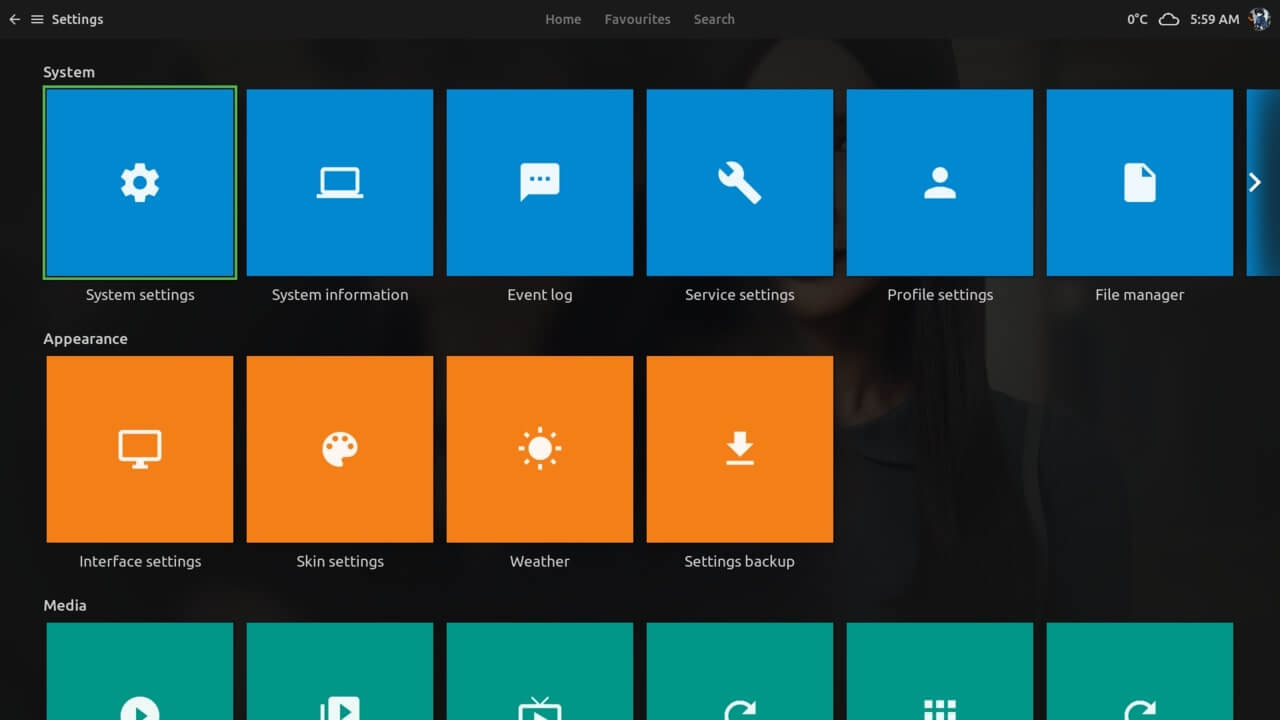 Settings
Home Favourites Search
0°C 5:59 AM
System
System settings System information Event log Service settings Profile settings File manager
Appearance
Interface settings Skin settings Weather Settings backup
Media